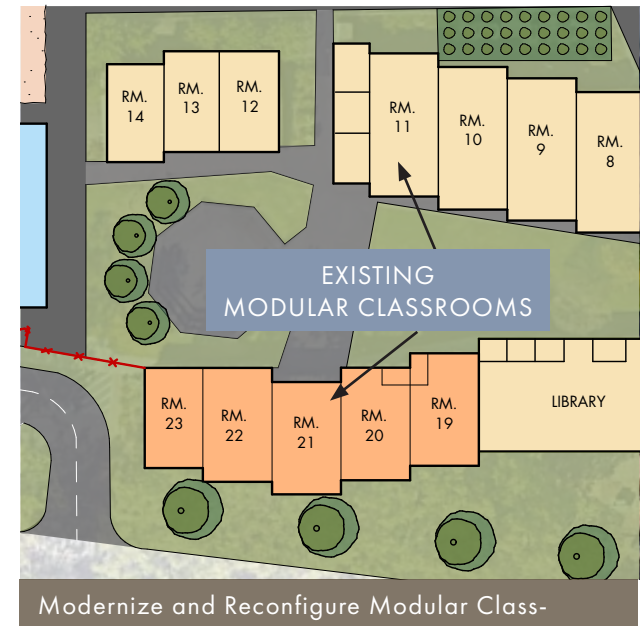 RM.
14
RM.
13
RM.
12
RM.
11
RM.
10
RM.
9
RM.
8
EXISTING
MODULAR CLASSROOMS
RM.
23
RM.
22
RM.
21
RM.
20
RM.
19
LIBRARY
Modernize and Reconfigure Modular Class-